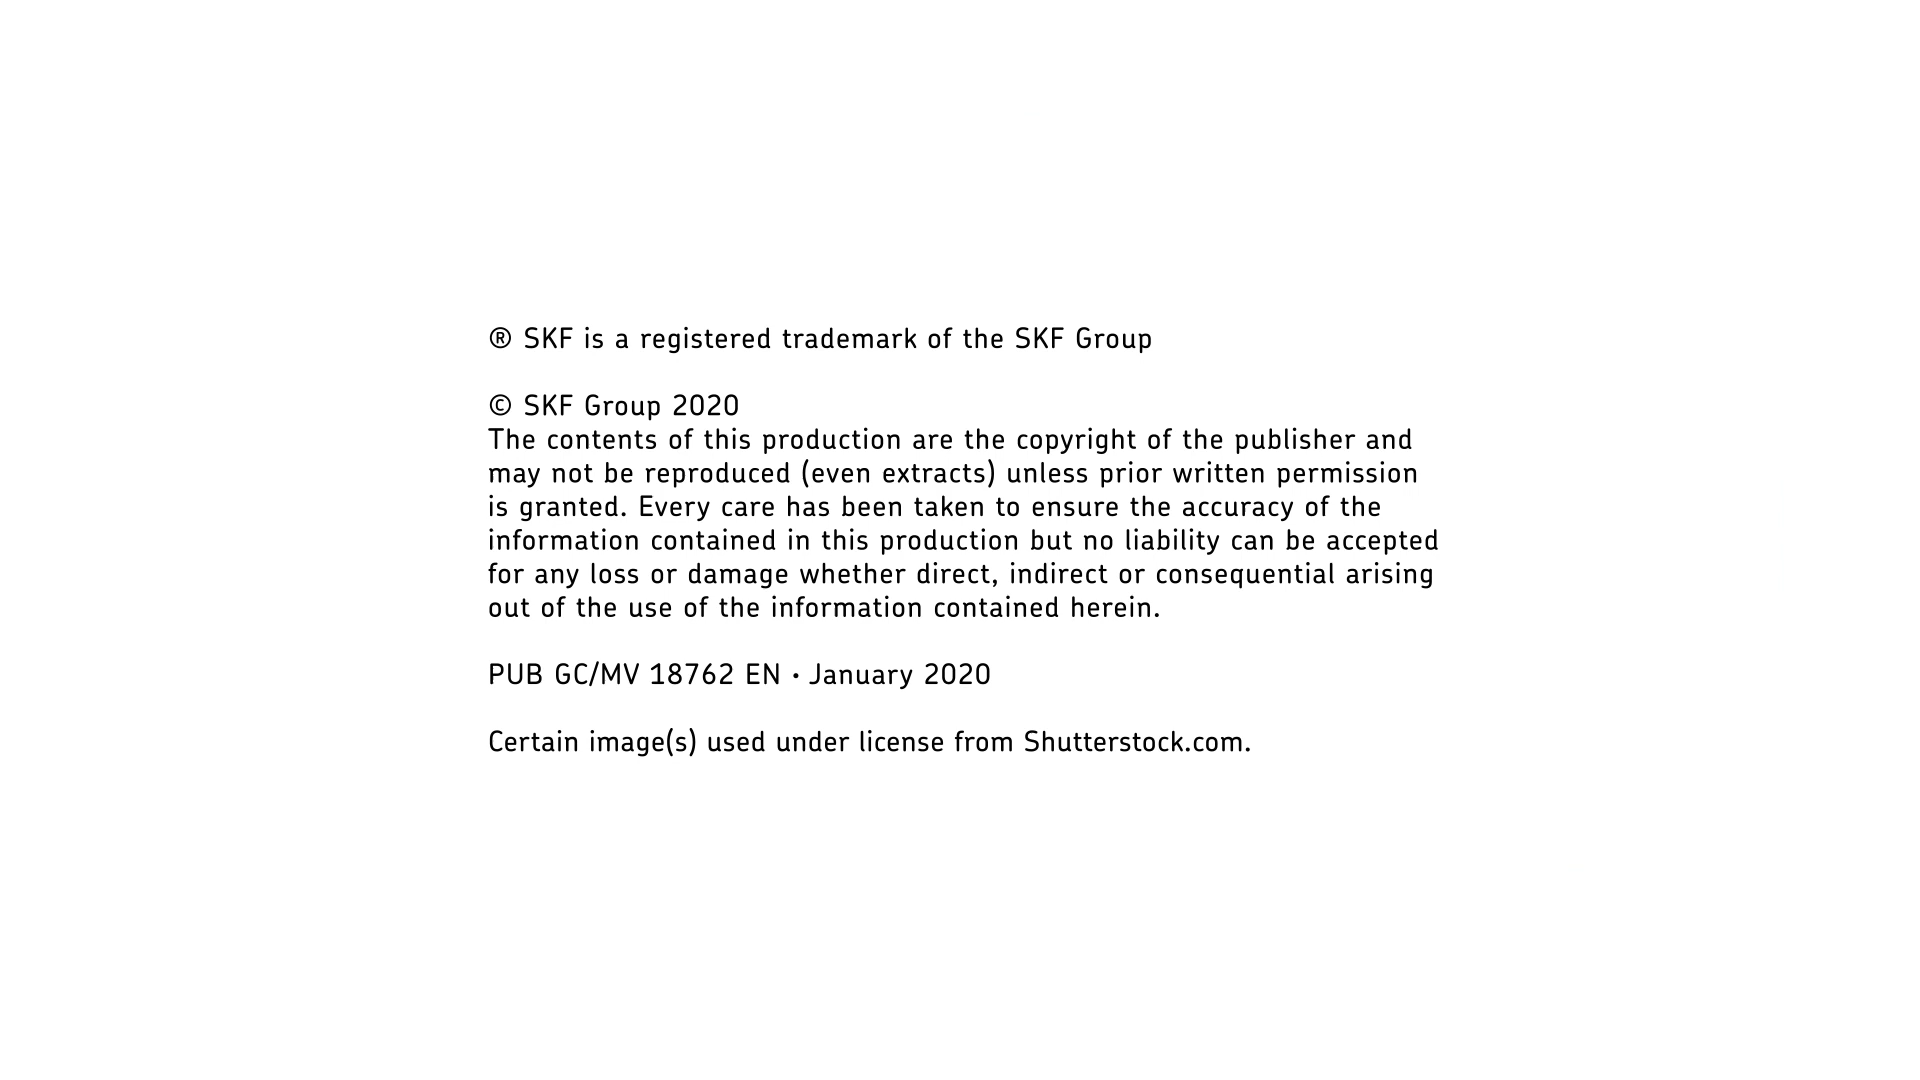 ® SKF is a registered trademark of the SKF Group
© SKF Group 2020
The contents of this production are the copyright of the publisher and
may not be reproduced (even extracts) unless prior written permission
is granted. Every care has been taken to ensure the accuracy of the
information contained in this production but no liability can be accepted
for any loss or damage whether direct, indirect or consequential arising
out of the use of the information contained herein.
PUB GC/MV 18762 EN · January 2020
Certain image(s) used under license from Shutterstock.com.